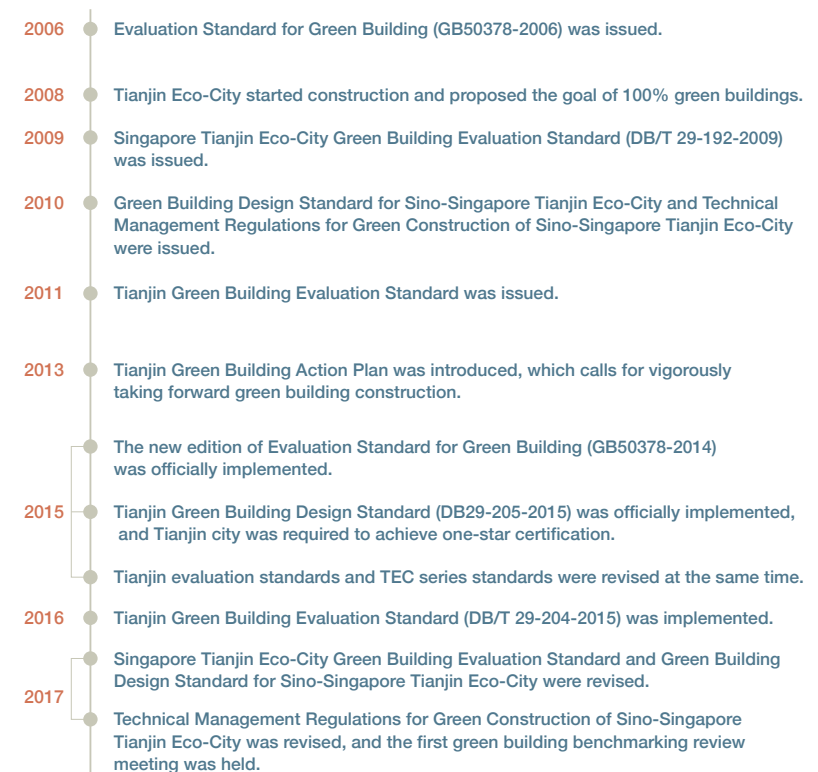 2006 Evaluation Standard for Green Building (GB50378-2006) was issued.
2008 Tianjin Eco-City started construction and proposed the goal of 100% green buildings.
2009 Singapore Tianjin Eco-City Green Building Evaluation Standard (DB/T 29-192-2009)
was issued.
2010 Green Building Design Standard for Sino-Singapore Tianjin Eco-City and Technical
Management Regulations for Green Construction of Sino-Singapore Tianjin Eco-City
were issued.
2011 Tianjin Green Building Evaluation Standard was issued.
2013 Tianjin Green Building Action Plan was introduced, which calls for vigorously
taking forward green building construction.
The new edition of Evaluation Standard for Green Building (GB50378-2014)
was officially implemented.
2015 Tianjin Green Building Design Standard (DB29-205-2015) was officially implemented,
and Tianjin city was required to achieve one-star certification.
Tianjin evaluation standards and TEC series standards were revised at the same time.
2016 Tianjin Green Building Evaluation Standard (DB/T 29-204-2015) was implemented.
Singapore Tianjin Eco-City Green Building Evaluation Standard and Green Building
Design Standard for Sino-Singapore Tianjin Eco-City were revised.
2017
Technical Management Regulations for Green Construction of Sino-Singapore
Tianjin Eco-City was revised, and the first green building benchmarking review
meeting was held.